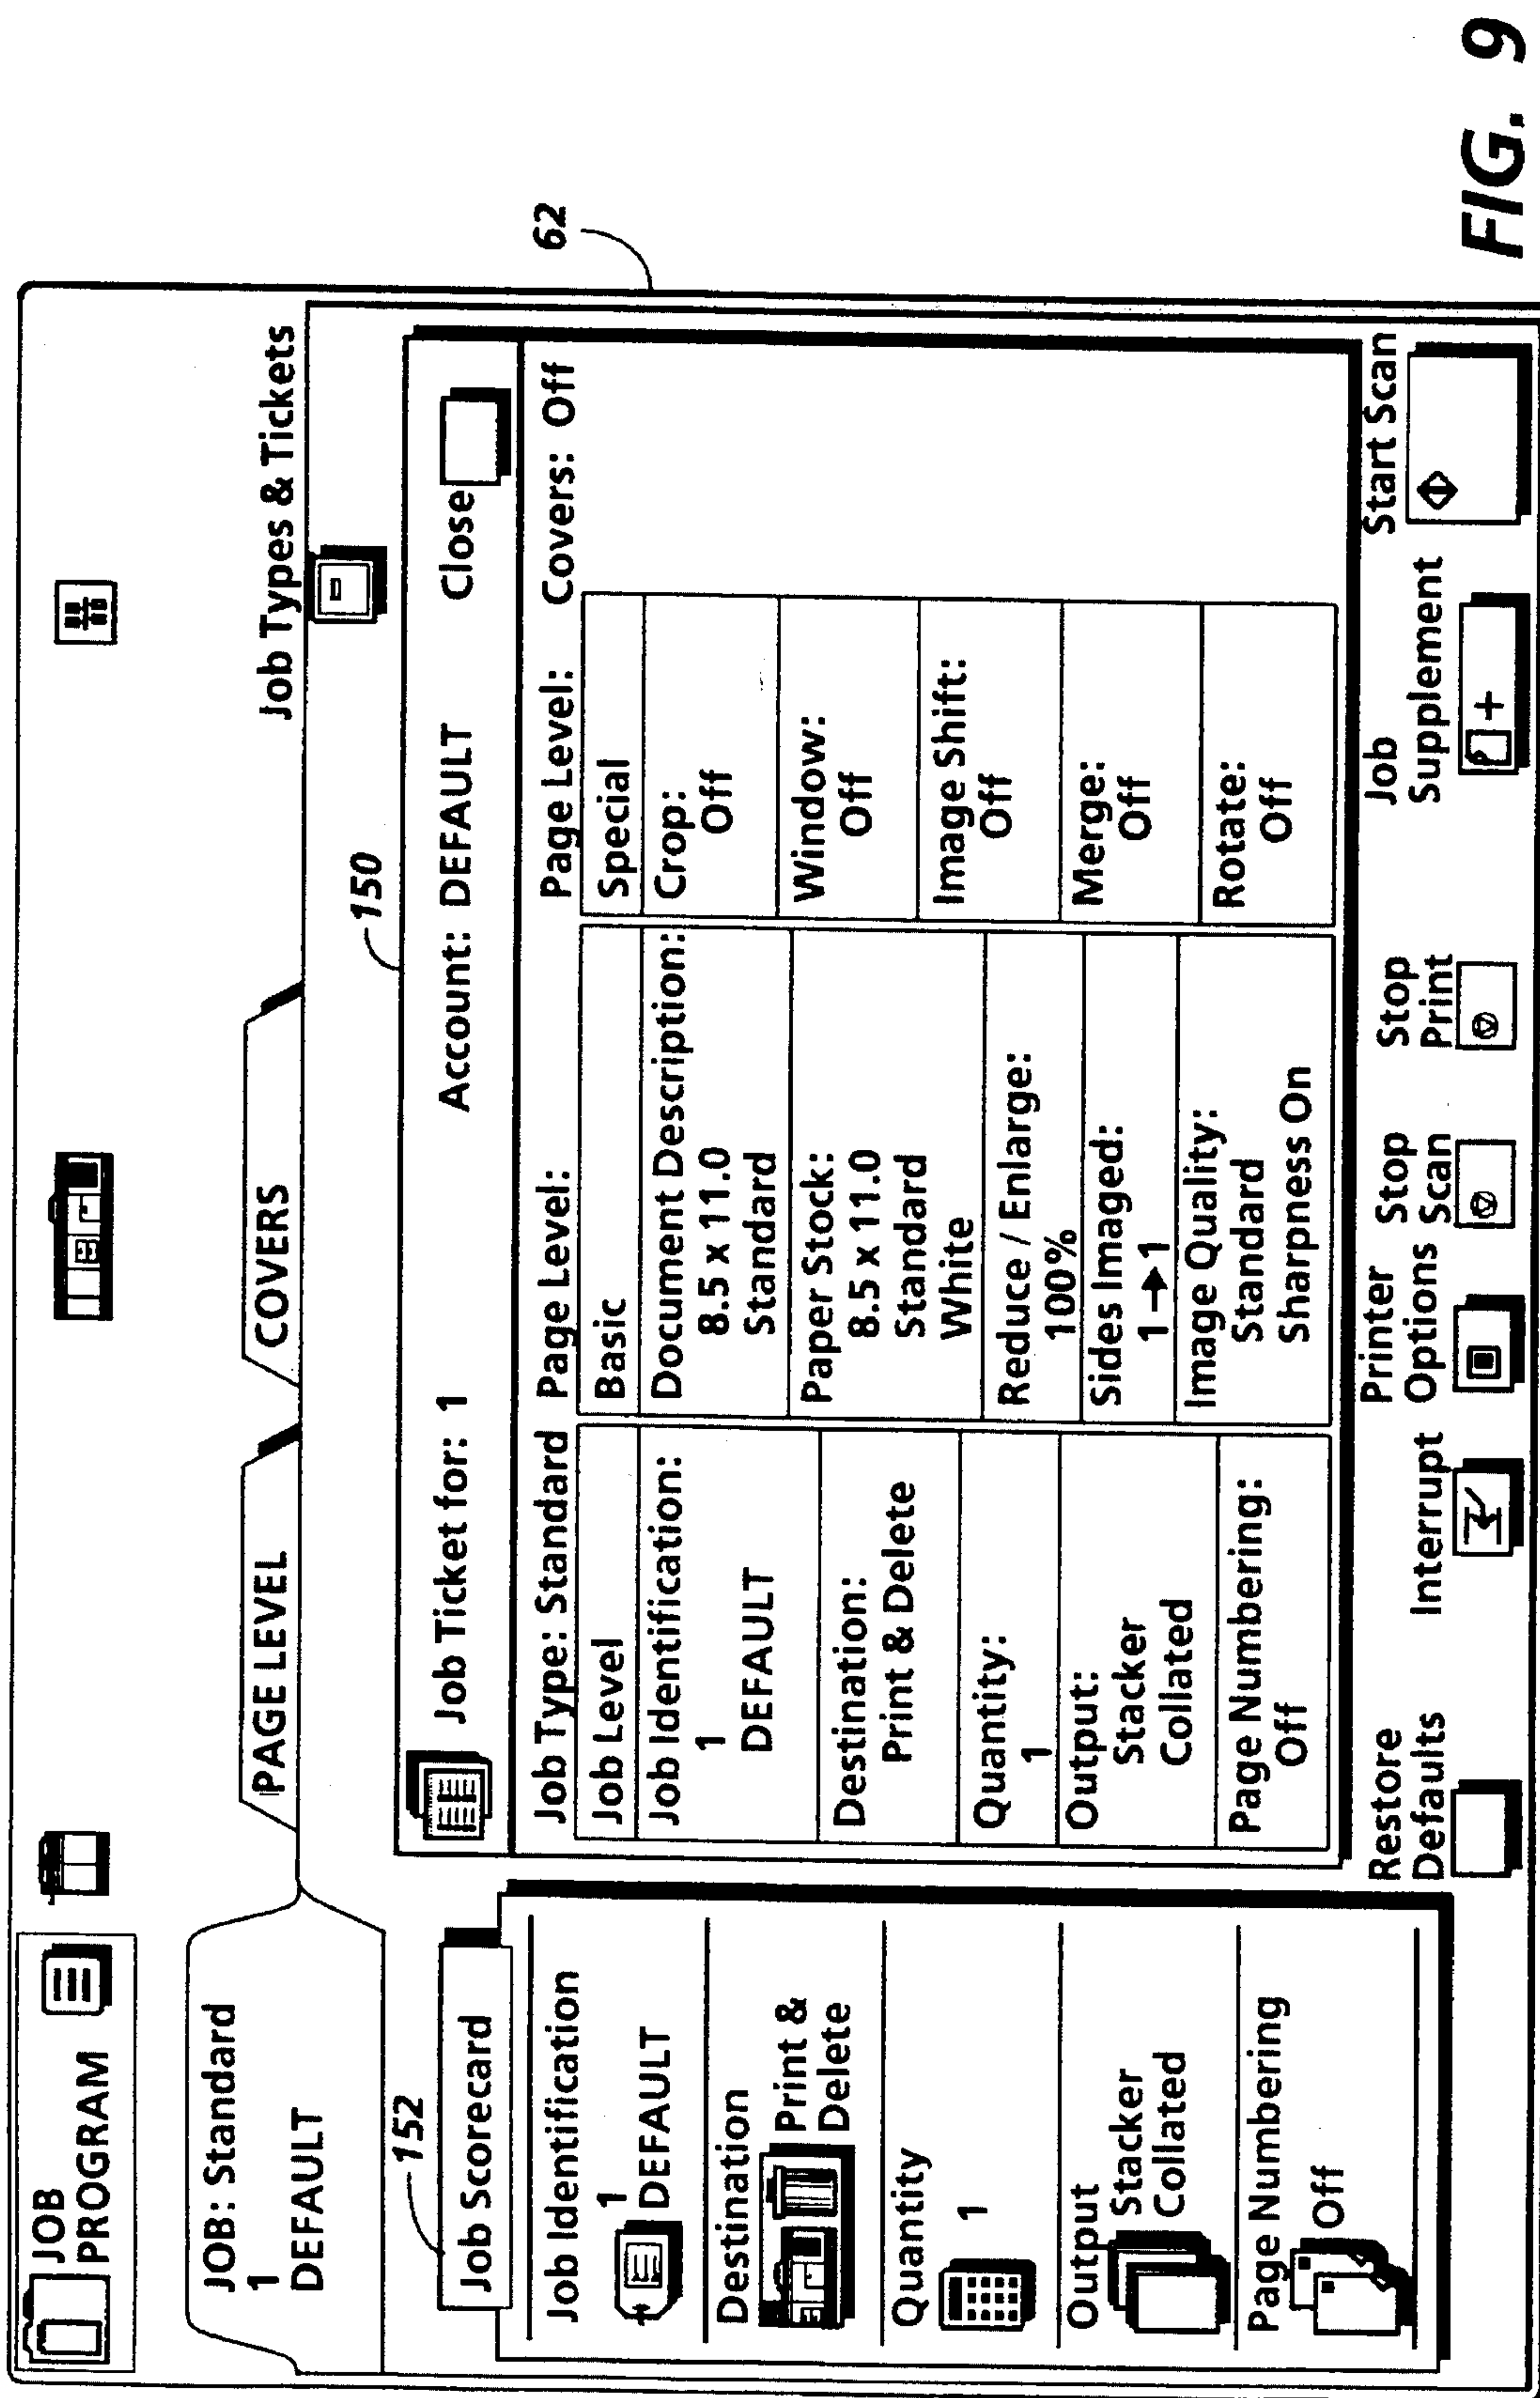 JOB
PROGRAM
JOB: Standard
1
DEFAULT
PAGE LEVEL
COVERS
Job Types & Tickets
62
152
150
Job Scorecard
Job Identification
1
DEFAULT
Destination
Print &
Delete
Quantity
1
Output
Stacker
Collated
Page Numbering
Off
Job Ticket for: 1
Account: DEFAULT
Close
Job Type: Standard
Job Level
Job Identification:
1
DEFAULT
Destination:
Print & Delete
Quantity:
1
Output:
Stacker
Collated
Page Numbering:
Off
Page Level:
Basic
Document Description:
8.5 x 11.0
Standard
Paper Stock:
8.5 x 11.0
Standard
White
Reduce / Enlarge:
100%
Sides Imaged:
1→1
Image Quality:
Standard
Sharpness On
Page Level:
Special
Crop:
Off
Window:
Off
Image Shift:
Off
Merge:
Off
Rotate:
Off
Covers: Off
Restore
Defaults
Interrupt
Printer
Options
Stop
Scan
Stop
Print
Job
Supplement
Start Scan
FIG. 9